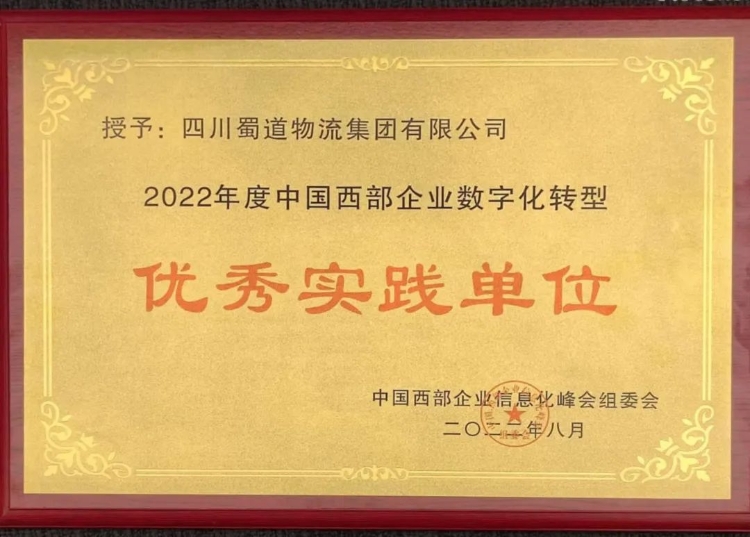 授予：四川蜀道物流集团有限公司
2022年度中国西部企业数字化转型
优秀实践单位
中国西部企业信息化峰会组委会
二〇二二年八月
组委会